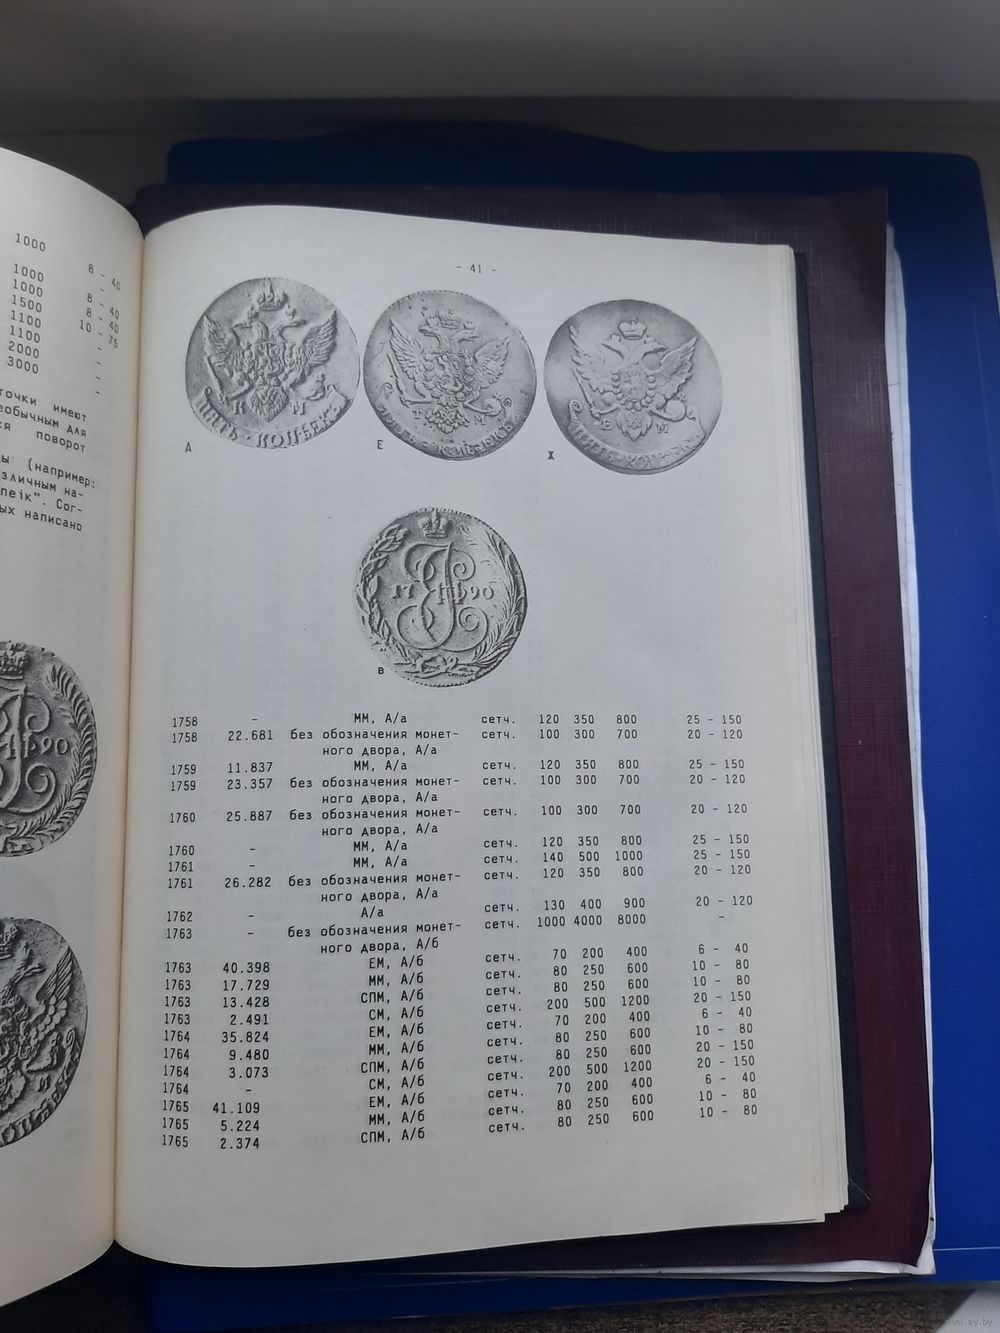 1000
8 - 40
1000
-
1000
8 - 40
1500
8 - 40
1100
10 - 75
1100
-
2000
-
3000
-
точки имеют
еобычным для
ся поворот
ы (например:
зличным на-
пеiк". Сог-
ых написано
- 41 -
К М
ПЯТЬ · КОПѢЕКЪ
А
Е
Е М
Ж
17 90
В
1758 - ММ, А/а сетч. 120 350 800 25 - 150
1758 22.681 без обозначения монет- сетч. 100 300 700 20 - 120
ного двора, А/а
1759 11.837 ММ, А/а сетч. 120 350 800 25 - 150
1759 23.357 без обозначения монет- сетч. 100 300 700 20 - 120
ного двора, А/а
1760 25.887 без обозначения монет- сетч. 100 300 700 20 - 120
ного двора, А/а
1760 - ММ, А/а сетч. 120 350 800 25 - 150
1761 - ММ, А/а сетч. 140 500 1000 25 - 150
1761 26.282 без обозначения монет- сетч. 120 350 800 20 - 120
ного двора, А/а
1762 - А/а сетч. 130 400 900 20 - 120
1763 - без обозначения монет- сетч. 1000 4000 8000 -
ного двора, А/б
1763 40.398 ЕМ, А/б сетч. 70 200 400 6 - 40
1763 17.729 ММ, А/б сетч. 80 250 600 10 - 80
1763 13.428 СПМ, А/б сетч. 80 250 600 10 - 80
1763 2.491 СМ, А/б сетч. 200 500 1200 20 - 150
1764 35.824 ЕМ, А/б сетч. 70 200 400 6 - 40
1764 9.480 ММ, А/б сетч. 80 250 600 10 - 80
1764 3.073 СПМ, А/б сетч. 80 250 600 20 - 150
1764 - СМ, А/б сетч. 200 500 1200 20 - 150
1765 41.109 ЕМ, А/б сетч. 70 200 400 6 - 40
1765 5.224 ММ, А/б сетч. 80 250 600 10 - 80
1765 2.374 СПМ, А/б сетч. 80 250 600 10 - 80
www.ay.by